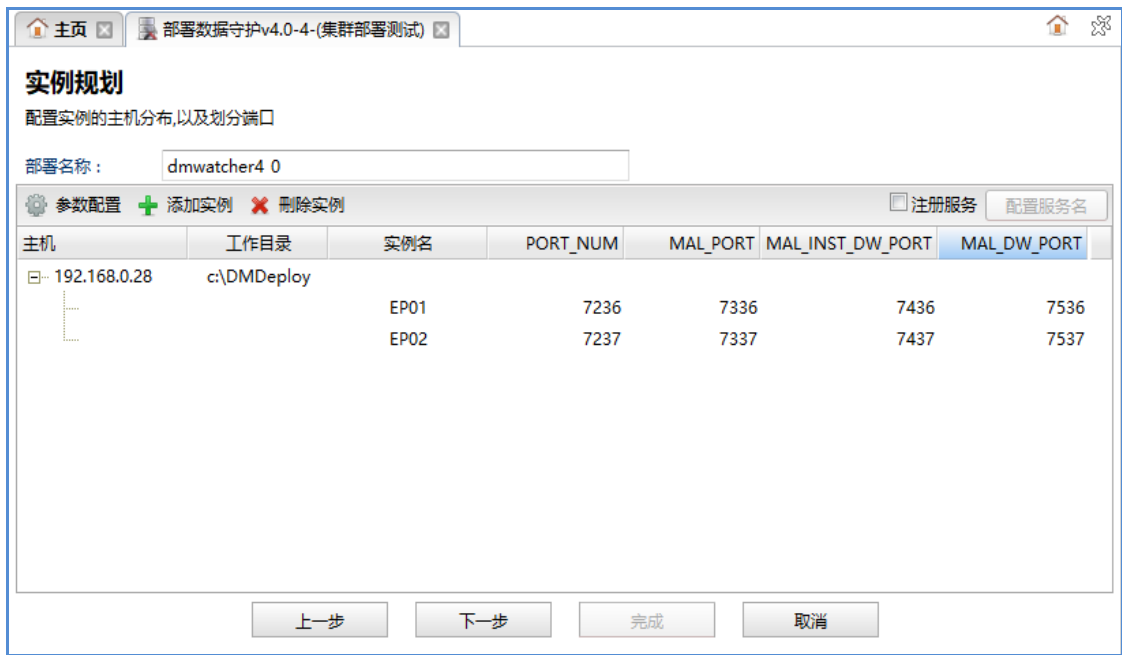 主页 部署数据守护v4.0-4-(集群部署测试)
实例规划
配置实例的主机分布,以及划分端口
部署名称： dmwatcher4 0
参数配置 添加实例 删除实例 注册服务 配置服务名
主机 工作目录 实例名 PORT_NUM MAL_PORT MAL_INST_DW_PORT MAL_DW_PORT
192.168.0.28 c:\DMDeploy
EP01 7236 7336 7436 7536
EP02 7237 7337 7437 7537
上一步 下一步 完成 取消